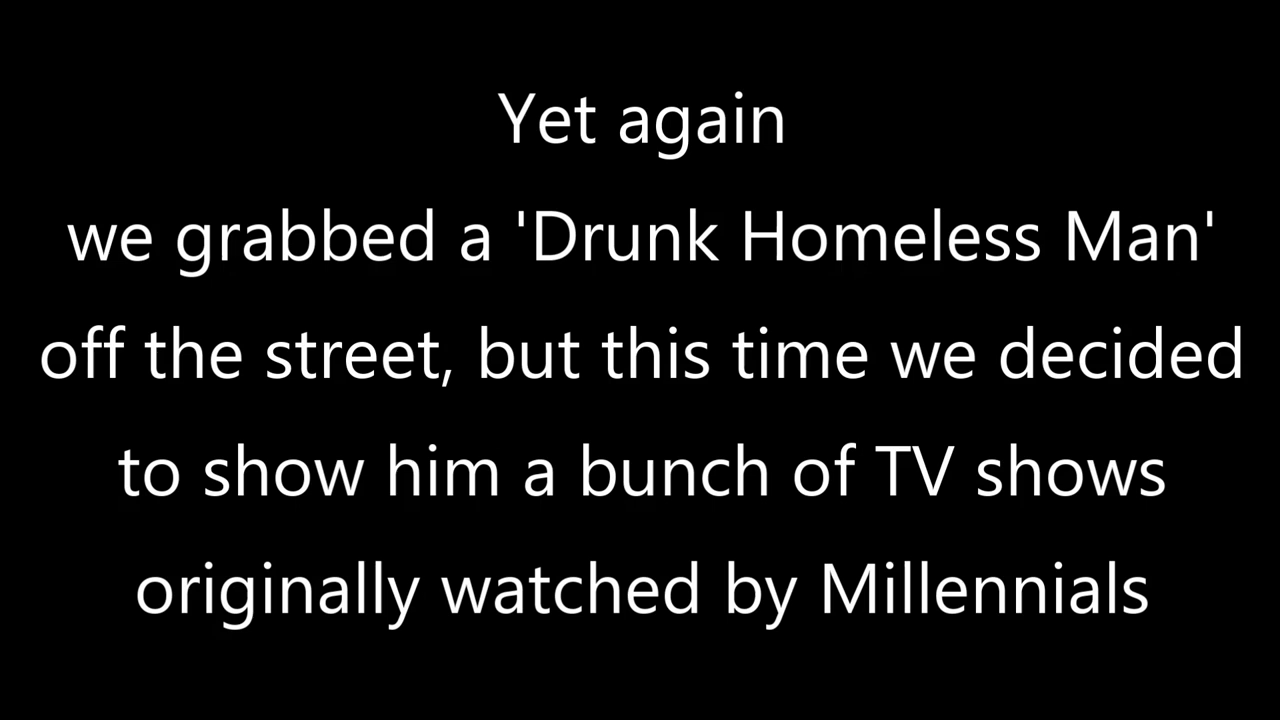 Yet again
we grabbed a 'Drunk Homeless Man'
off the street, but this time we decided
to show him a bunch of TV shows
originally watched by Millennials